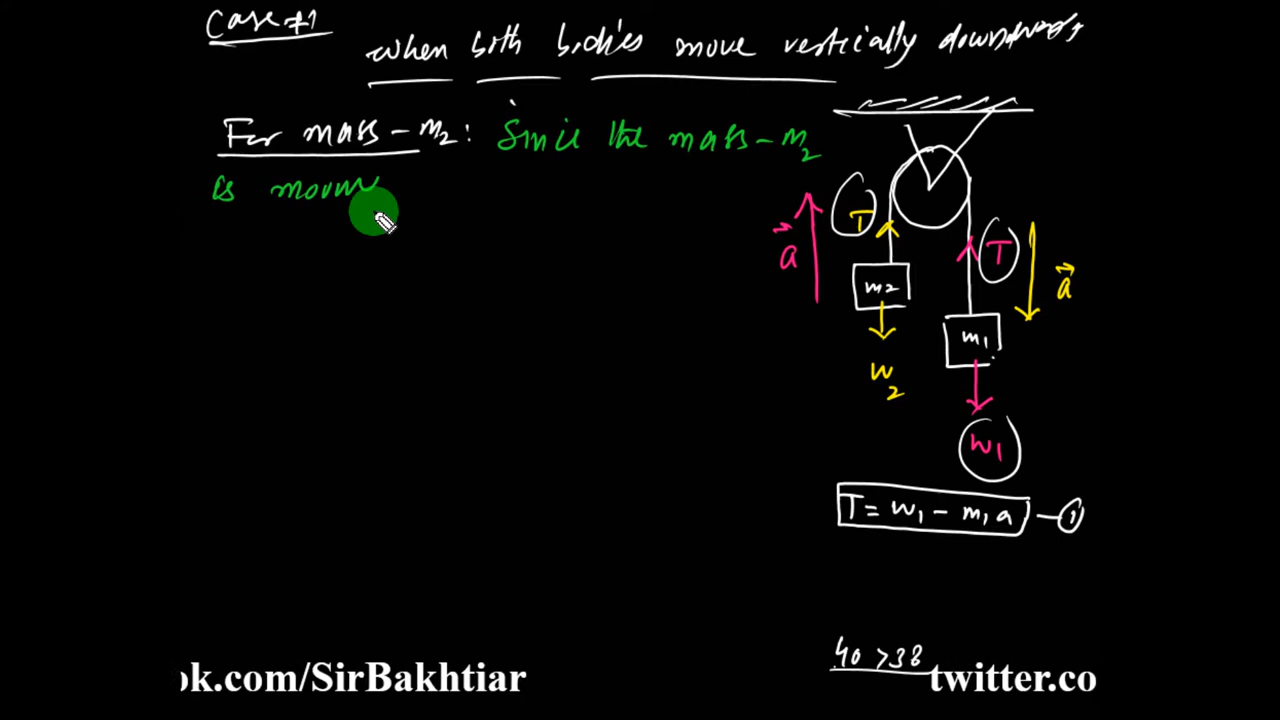 Case #1
When both bodies move vertically downwards
For mass - m2: Since the mass - m2
is movin
a
T
T
a
m2
m1
W2
W1
T = W1 - m1a — 1
40 > 38
ok.com/SirBakhtiar
twitter.co